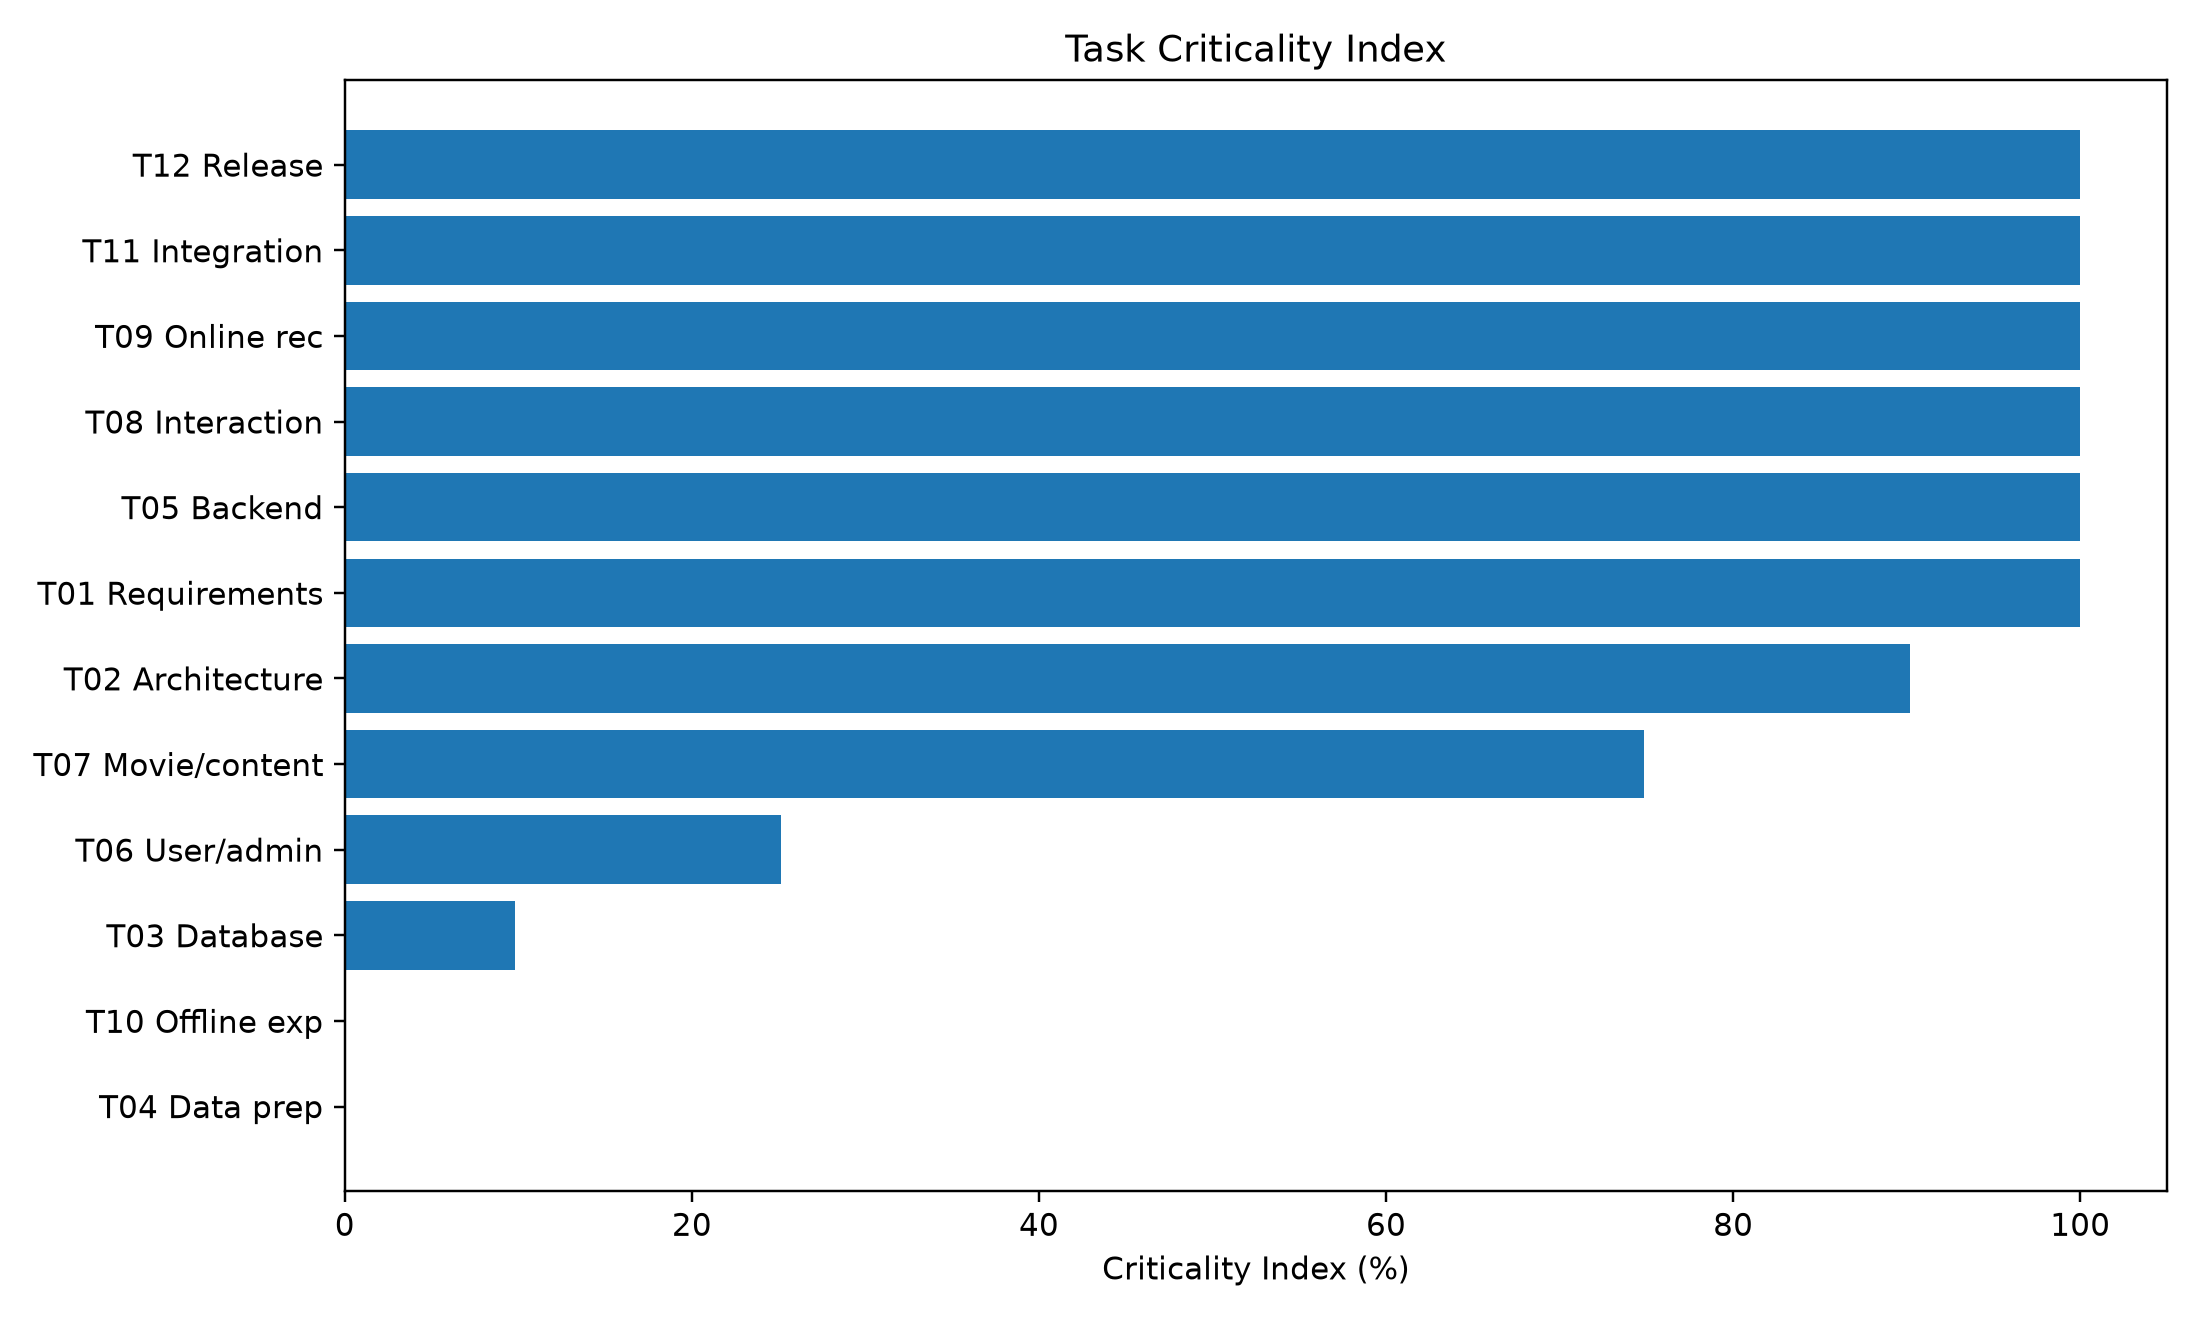 Task Criticality Index
T12 Release
T11 Integration
T09 Online rec
T08 Interaction
T05 Backend
T01 Requirements
T02 Architecture
T07 Movie/content
T06 User/admin
T03 Database
T10 Offline exp
T04 Data prep
0 20 40 60 80 100
Criticality Index (%)